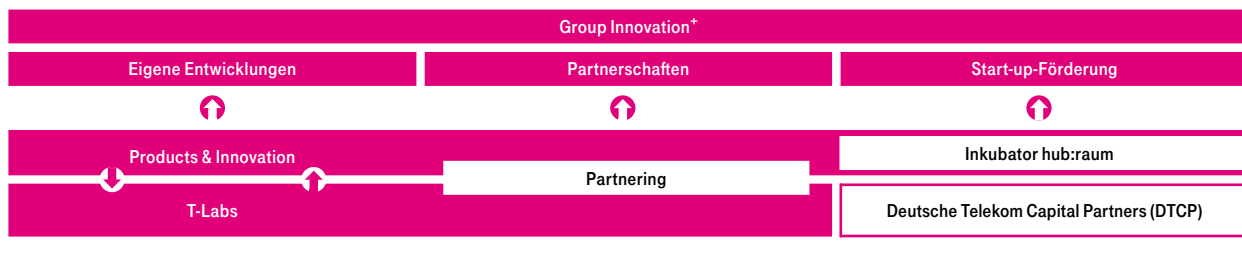 Group Innovation⁺
Eigene Entwicklungen
Partnerschaften
Start-up-Förderung
Products & Innovation
Inkubator hub:raum
Partnering
T-Labs
Deutsche Telekom Capital Partners (DTCP)